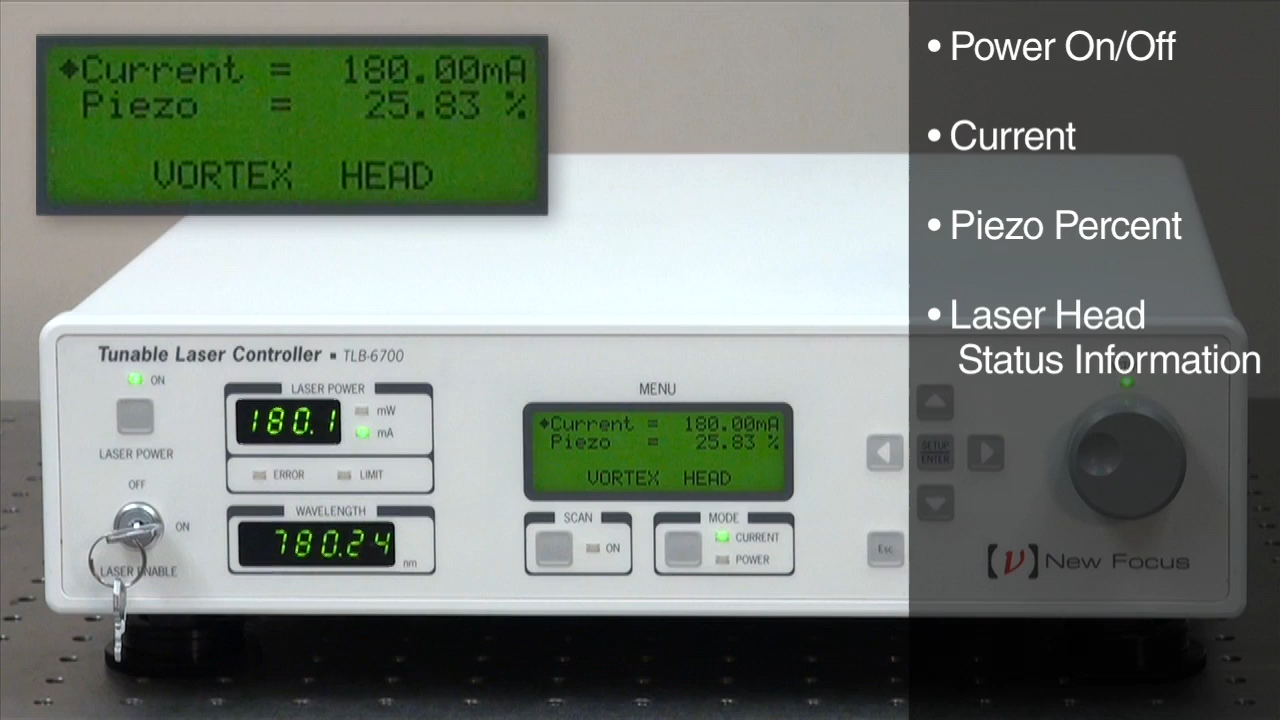 ◆Current = 180.00mA
Piezo = 25.83 %
VORTEX HEAD
• Power On/Off
• Current
• Piezo Percent
• Laser Head
Status Information
Tunable Laser Controller ▪ TLB-6700
ON
LASER POWER
OFF
ON
LASER ENABLE
LASER POWER
180.1
mW
mA
ERROR
LIMIT
WAVELENGTH
780.24
nm
MENU
◆Current = 180.00mA
Piezo = 25.83 %
VORTEX HEAD
SCAN
ON
MODE
CURRENT
POWER
SETUP
ENTER
Esc
[ν] New Focus